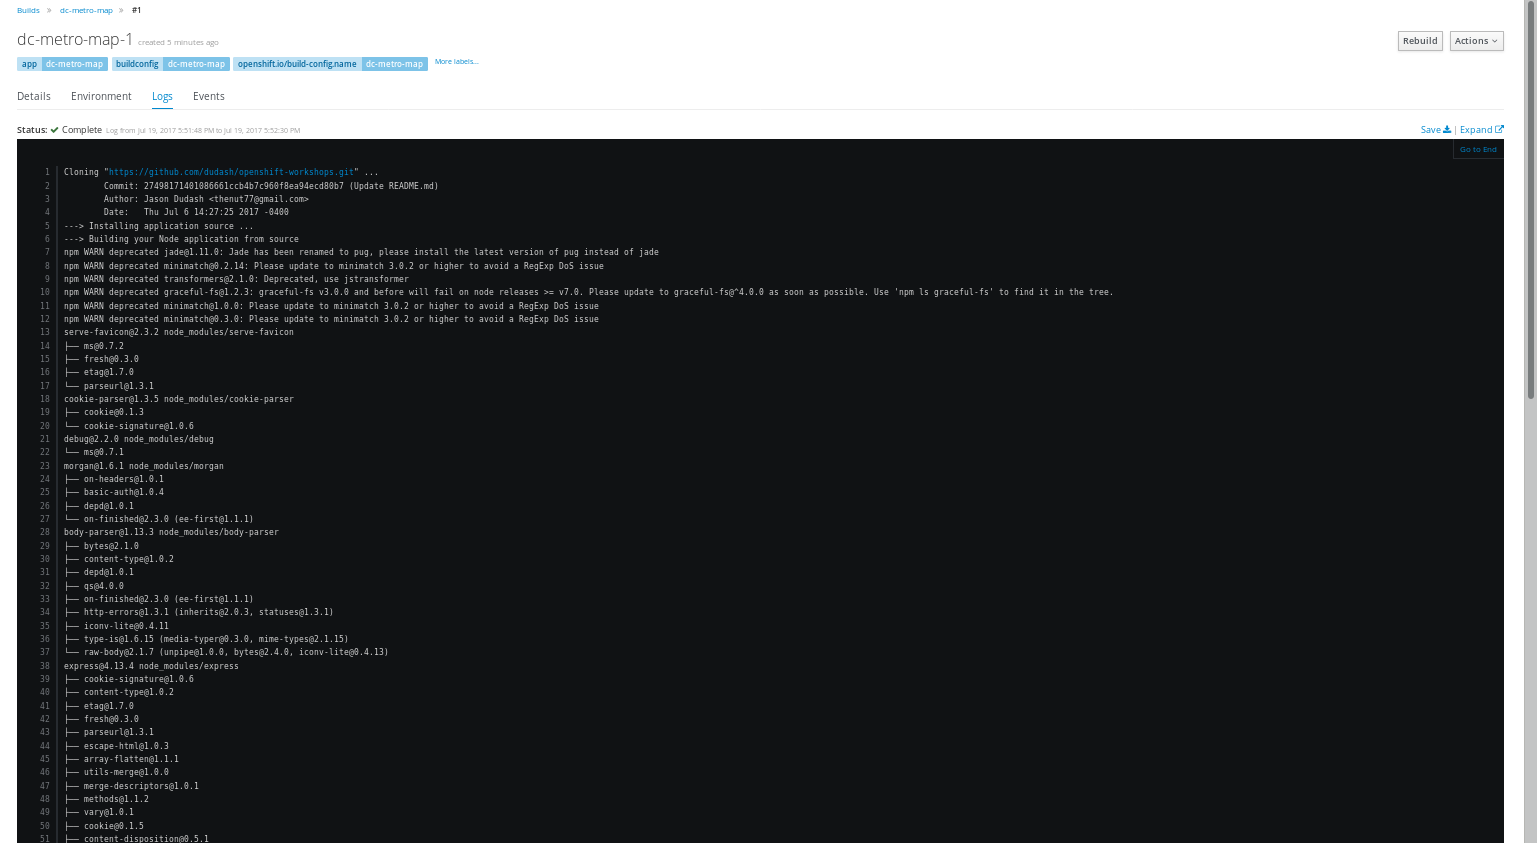 Builds » dc-metro-map » #1
dc-metro-map-1 created 5 minutes ago
Rebuild Actions
app dc-metro-map buildconfig dc-metro-map openshift.io/build-config.name dc-metro-map More labels...
Details Environment Logs Events
Status: ✔ Complete Log from Jul 19, 2017 5:51:48 PM to Jul 19, 2017 5:52:30 PM
Save | Expand
Go to End
1 Cloning "https://github.com/dudash/openshift-workshops.git" ...
2 Commit: 27498171401086661ccb4b7c960f8ea94ecd80b7 (Update README.md)
3 Author: Jason Dudash <thenut77@gmail.com>
4 Date: Thu Jul 6 14:27:25 2017 -0400
5 ---> Installing application source ...
6 ---> Building your Node application from source
7 npm WARN deprecated jade@1.11.0: Jade has been renamed to pug, please install the latest version of pug instead of jade
8 npm WARN deprecated minimatch@0.2.14: Please update to minimatch 3.0.2 or higher to avoid a RegExp DoS issue
9 npm WARN deprecated transformers@2.1.0: Deprecated, use jstransformer
10 npm WARN deprecated graceful-fs@1.2.3: graceful-fs v3.0.0 and before will fail on node releases >= v7.0. Please update to graceful-fs@^4.0.0 as soon as possible. Use 'npm ls graceful-fs' to find it in the tree.
11 npm WARN deprecated minimatch@1.0.0: Please update to minimatch 3.0.2 or higher to avoid a RegExp DoS issue
12 npm WARN deprecated minimatch@0.3.0: Please update to minimatch 3.0.2 or higher to avoid a RegExp DoS issue
13 serve-favicon@2.3.2 node_modules/serve-favicon
14 ├── ms@0.7.2
15 ├── fresh@0.3.0
16 ├── etag@1.7.0
17 └── parseurl@1.3.1
18 cookie-parser@1.3.5 node_modules/cookie-parser
19 ├── cookie@0.1.3
20 └── cookie-signature@1.0.6
21 debug@2.2.0 node_modules/debug
22 └── ms@0.7.1
23 morgan@1.6.1 node_modules/morgan
24 ├── on-headers@1.0.1
25 ├── basic-auth@1.0.4
26 ├── depd@1.0.1
27 └── on-finished@2.3.0 (ee-first@1.1.1)
28 body-parser@1.13.3 node_modules/body-parser
29 ├── bytes@2.1.0
30 ├── content-type@1.0.2
31 ├── depd@1.0.1
32 ├── qs@4.0.0
33 ├── on-finished@2.3.0 (ee-first@1.1.1)
34 ├── http-errors@1.3.1 (inherits@2.0.3, statuses@1.3.1)
35 ├── iconv-lite@0.4.11
36 ├── type-is@1.6.15 (media-typer@0.3.0, mime-types@2.1.15)
37 └── raw-body@2.1.7 (unpipe@1.0.0, bytes@2.4.0, iconv-lite@0.4.13)
38 express@4.13.4 node_modules/express
39 ├── cookie-signature@1.0.6
40 ├── content-type@1.0.2
41 ├── etag@1.7.0
42 ├── fresh@0.3.0
43 ├── parseurl@1.3.1
44 ├── escape-html@1.0.3
45 ├── array-flatten@1.1.1
46 ├── utils-merge@1.0.0
47 ├── merge-descriptors@1.0.1
48 ├── methods@1.1.2
49 ├── vary@1.0.1
50 ├── cookie@0.1.5
51 ├── content-disposition@0.5.1